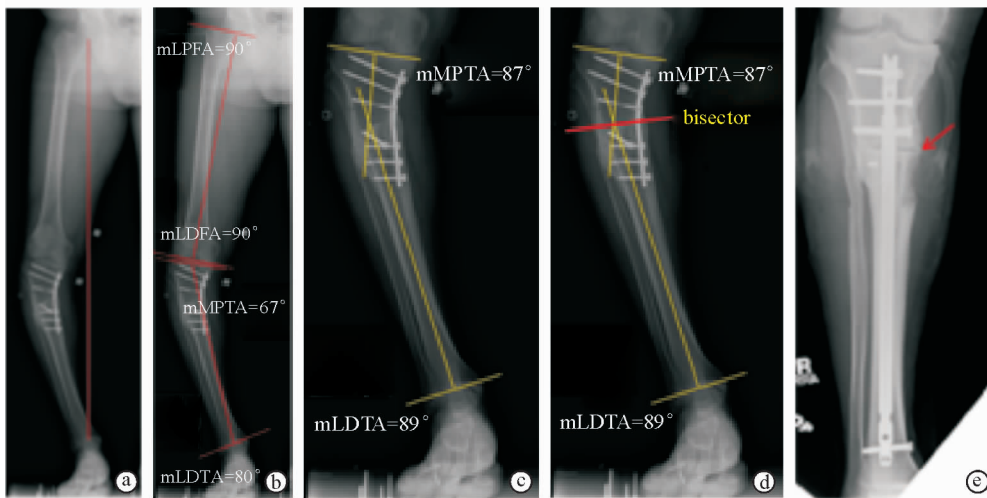 mLPFA=90°
mLDFA=90°
mMPTA=67°
mLDTA=80°
mMPTA=87°
mLDTA=89°
mMPTA=87°
bisector
mLDTA=89°
a
b
c
d
e